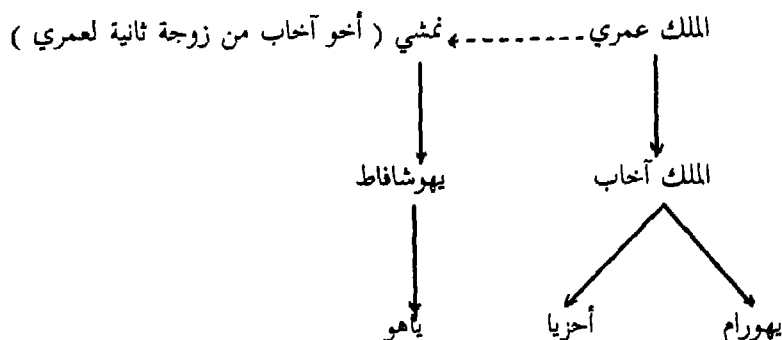 الملك عمري نمشي ( أخو آخاب من زوجة ثانية لعمري )
الملك آخاب يهوشافاط
يهورام أحزيا ياهو